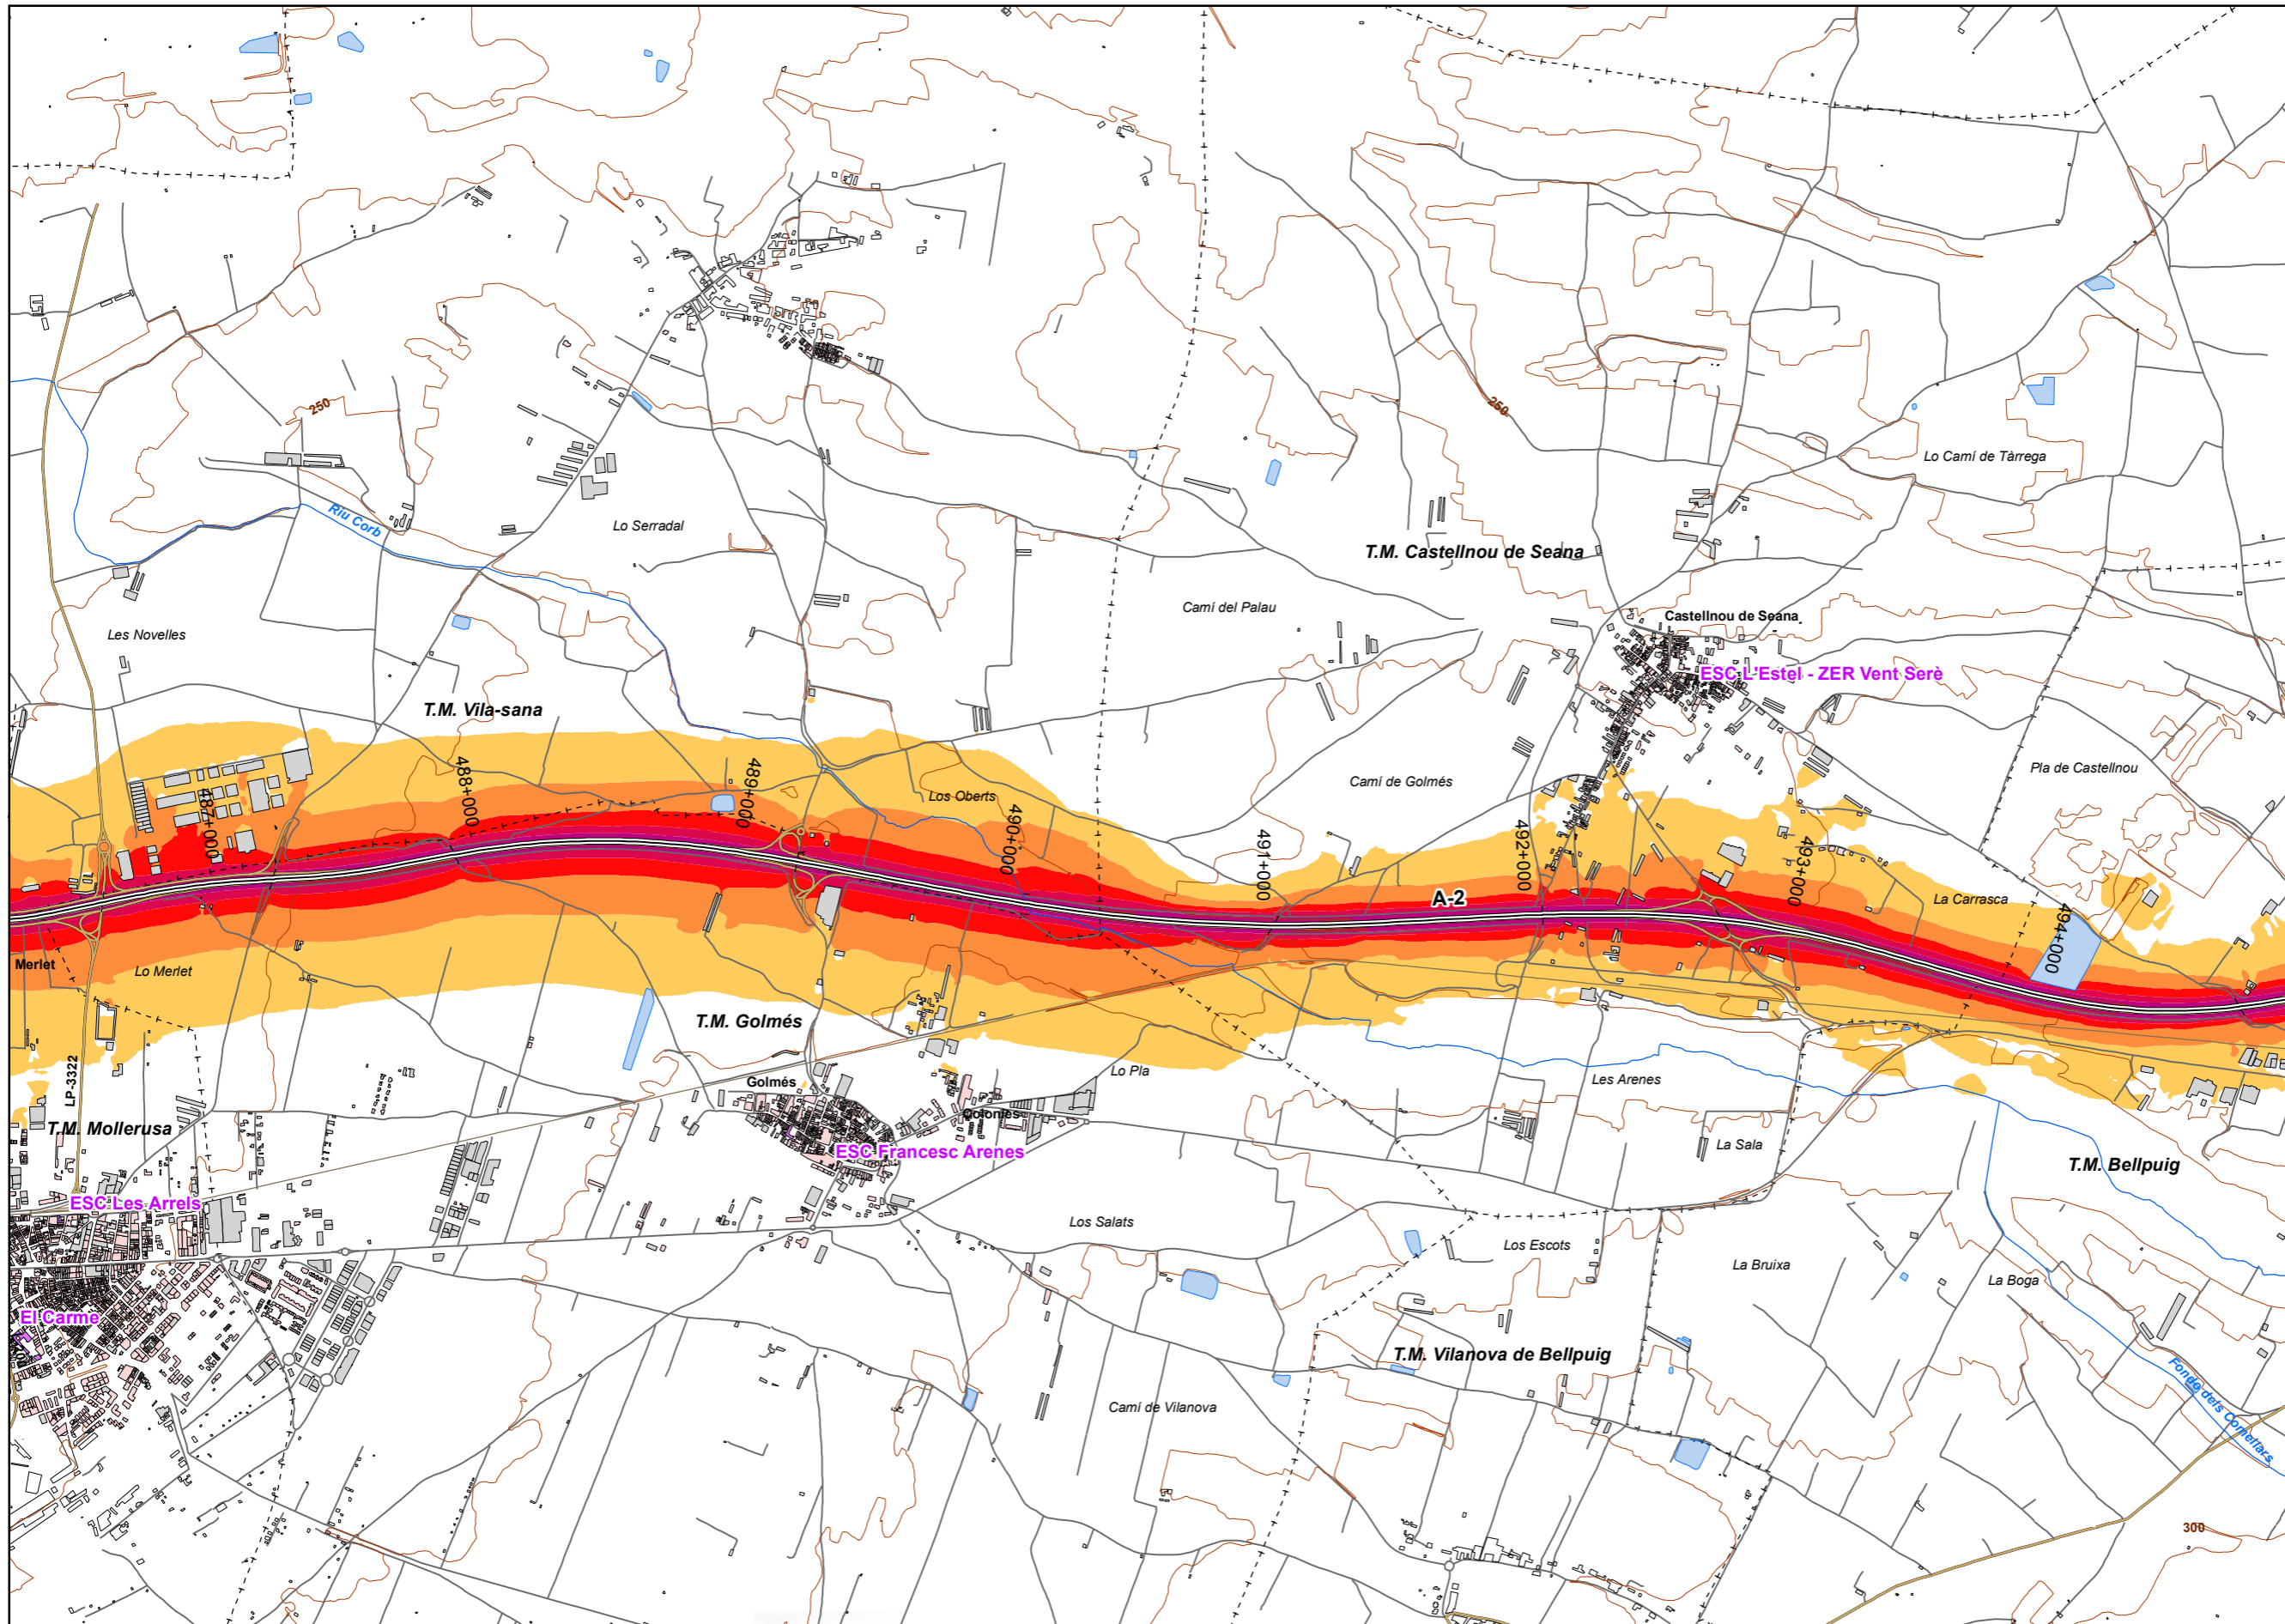 250
250
Lo Camí de Tàrrega
Riu Corb
Lo Serradal
T.M. Castellnou de Seana
Camí del Palau
Castellnou de Seana
Les Novelles
ESC L'Estel - ZER Vent Serè
T.M. Vila-sana
Pla de Castellnou
Camí de Golmés
488+000
489+000
Los Oberts
487+000
490+000
491+000
492+000
493+000
A-2
La Carrasca
494+000
Merlet
Lo Merlet
T.M. Golmés
Lo Pla
Les Arenes
LP-3322
Golmés
Colonies
T.M. Mollerusa
La Sala
ESC Francesc Arenes
T.M. Bellpuig
ESC Les Arrels
Los Salats
Los Escots
La Bruixa
La Boga
El Carme
T.M. Vilanova de Bellpuig
Camí de Vilanova
Fondo dels Comellars
300